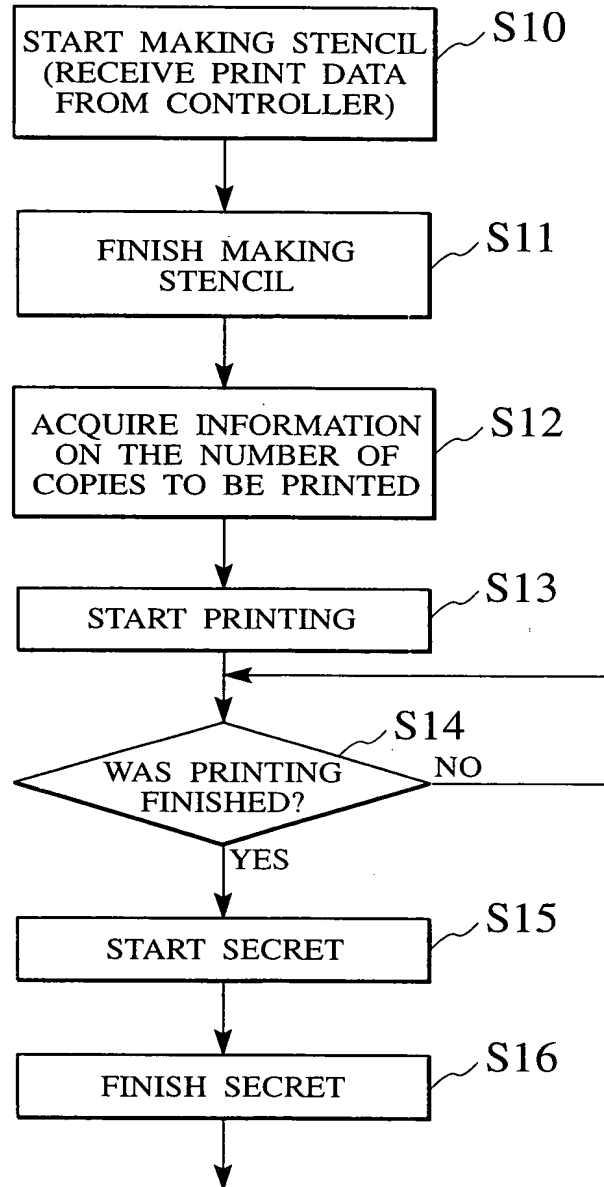 START MAKING STENCIL
(RECEIVE PRINT DATA
FROM CONTROLLER)
S10
FINISH MAKING
STENCIL
S11
ACQUIRE INFORMATION
ON THE NUMBER OF
COPIES TO BE PRINTED
S12
START PRINTING
S13
WAS PRINTING
FINISHED?
S14
NO
YES
START SECRET
S15
FINISH SECRET
S16